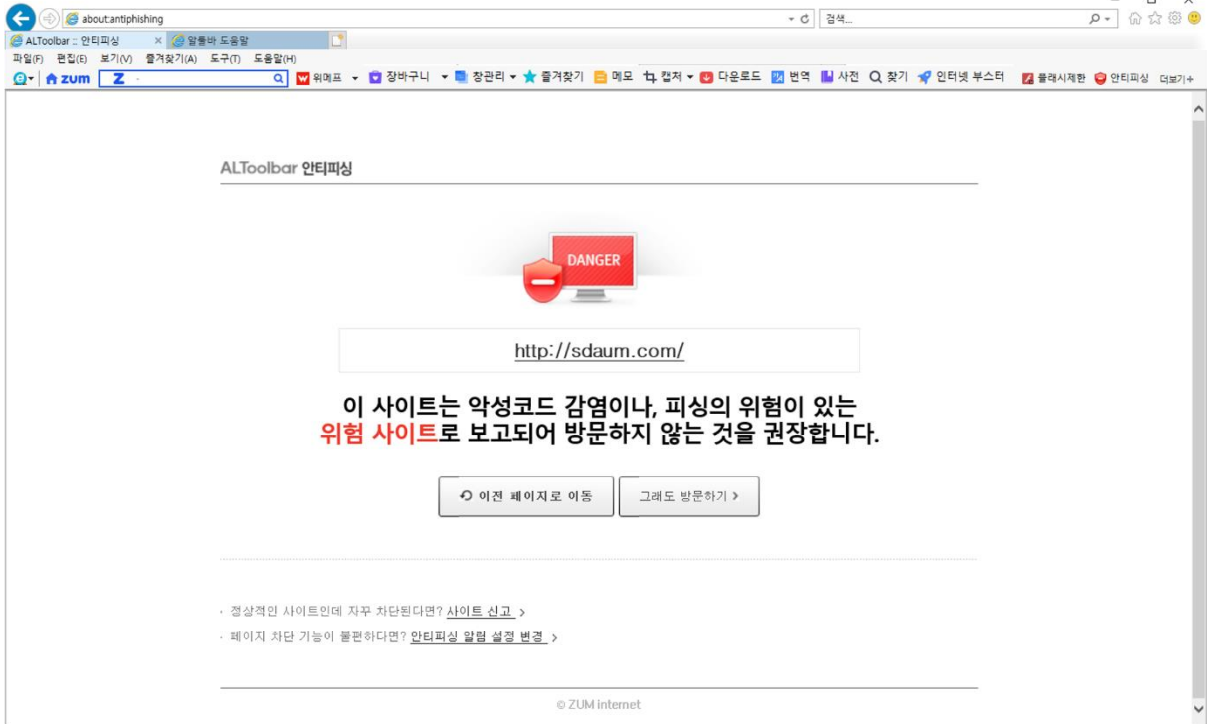 about:antiphishing
검색...
ALToolbar :: 안티피싱
알툴바 도움말
파일(F) 편집(E) 보기(V) 즐겨찾기(A) 도구(T) 도움말(H)
zum Z 위메프 장바구니 창관리 즐겨찾기 메모 캡처 다운로드 번역 사전 찾기 인터넷 부스터 플래시제한 안티피싱 더보기+
ALToolbar 안티피싱
DANGER
http://sdaum.com/
이 사이트는 악성코드 감염이나, 피싱의 위험이 있는
위험 사이트로 보고되어 방문하지 않는 것을 권장합니다.
이전 페이지로 이동
그래도 방문하기 >
· 정상적인 사이트인데 자꾸 차단된다면? 사이트 신고 >
· 페이지 차단 기능이 불편하다면? 안티피싱 알림 설정 변경 >
© ZUM internet